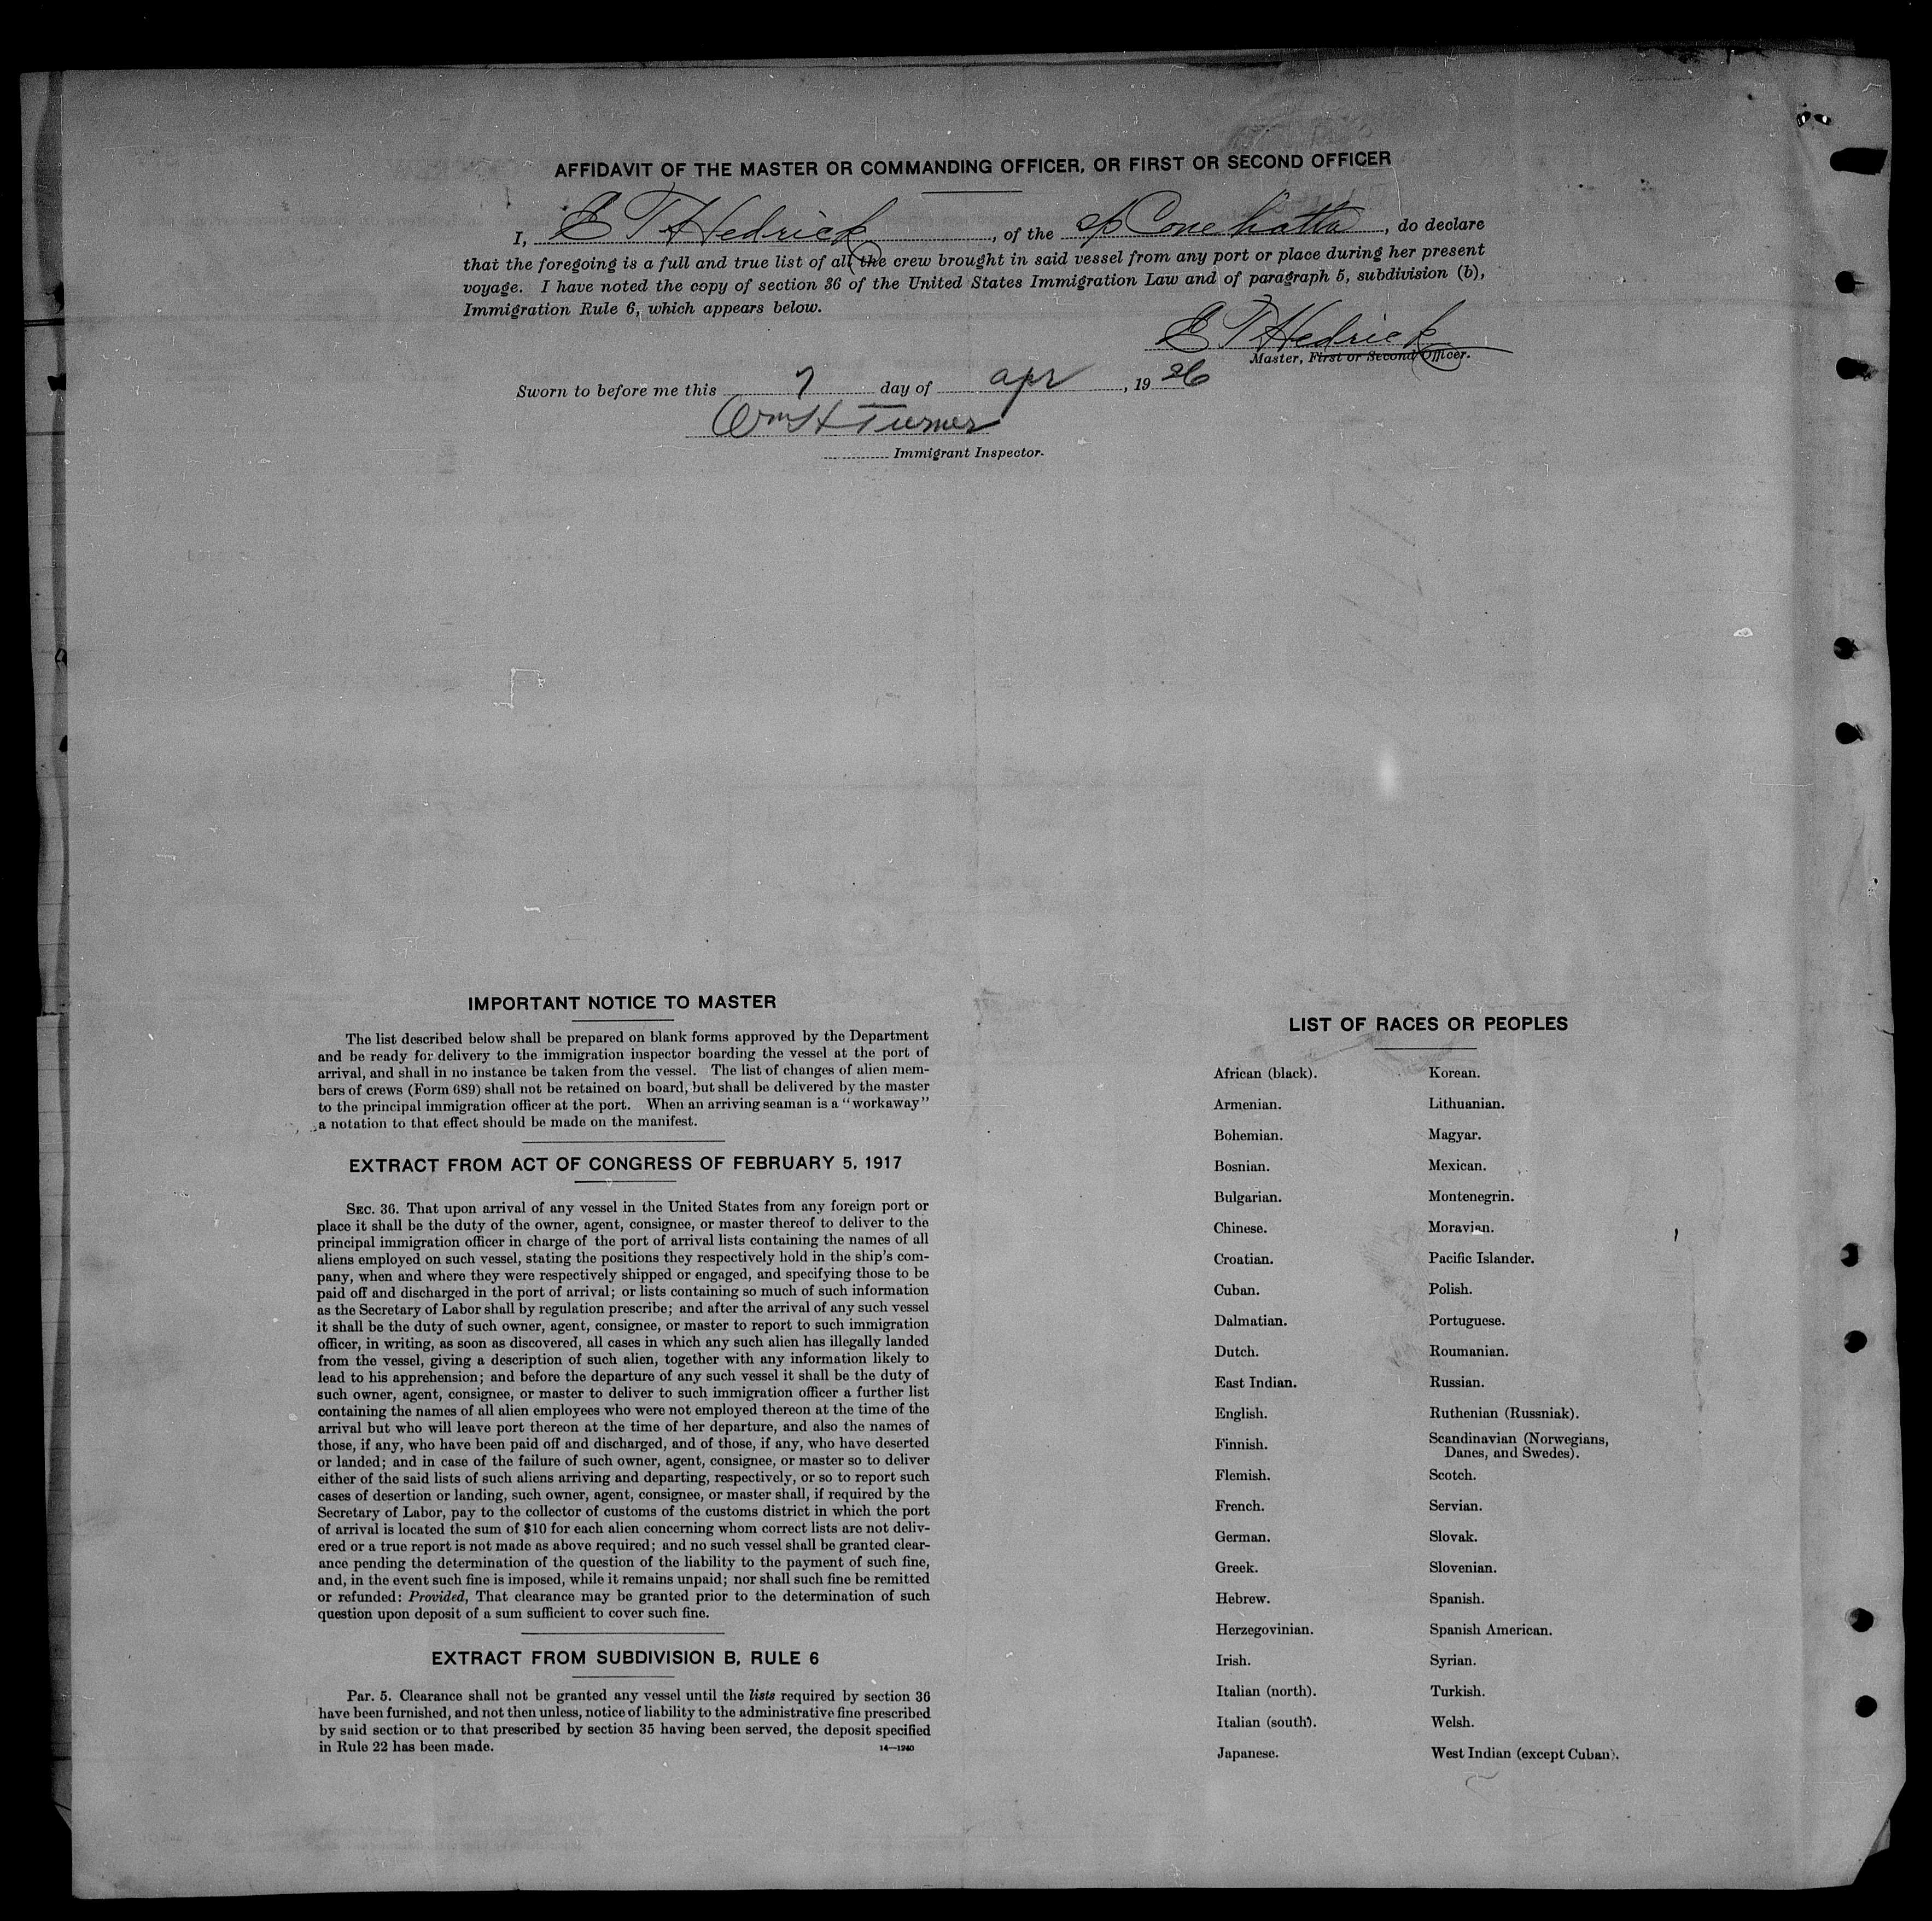 AFFIDAVIT OF THE MASTER OR COMMANDING OFFICER, OR FIRST OR SECOND OFFICER
I, E T Hedrick, of the Conehatta, do declare
that the foregoing is a full and true list of all the crew brought in said vessel from any port or place during her present
voyage. I have noted the copy of section 36 of the United States Immigration Law and of paragraph 5, subdivision (b),
Immigration Rule 6, which appears below.
E T Hedrick
Master, First or Second Officer.
Sworn to before me this 7 day of apr, 19 26
Wm H Turner
Immigrant Inspector.
IMPORTANT NOTICE TO MASTER
The list described below shall be prepared on blank forms approved by the Department
and be ready for delivery to the immigration inspector boarding the vessel at the port of
arrival, and shall in no instance be taken from the vessel. The list of changes of alien mem-
bers of crews (Form 689) shall not be retained on board, but shall be delivered by the master
to the principal immigration officer at the port. When an arriving seaman is a "workaway"
a notation to that effect should be made on the manifest.
EXTRACT FROM ACT OF CONGRESS OF FEBRUARY 5, 1917
SEC. 36. That upon arrival of any vessel in the United States from any foreign port or
place it shall be the duty of the owner, agent, consignee, or master thereof to deliver to the
principal immigration officer in charge of the port of arrival lists containing the names of all
aliens employed on such vessel, stating the positions they respectively hold in the ship's com-
pany, when and where they were respectively shipped or engaged, and specifying those to be
paid off and discharged in the port of arrival; or lists containing so much of such information
as the Secretary of Labor shall by regulation prescribe; and after the arrival of any such vessel
it shall be the duty of such owner, agent, consignee, or master to report to such immigration
officer, in writing, as soon as discovered, all cases in which any such alien has illegally landed
from the vessel, giving a description of such alien, together with any information likely to
lead to his apprehension; and before the departure of any such vessel it shall be the duty of
such owner, agent, consignee, or master to deliver to such immigration officer a further list
containing the names of all alien employees who were not employed thereon at the time of the
arrival but who will leave port thereon at the time of her departure, and also the names of
those, if any, who have been paid off and discharged, and of those, if any, who have deserted
or landed; and in case of the failure of such owner, agent, consignee, or master so to deliver
either of the said lists of such aliens arriving and departing, respectively, or so to report such
cases of desertion or landing, such owner, agent, consignee, or master shall, if required by the
Secretary of Labor, pay to the collector of customs of the customs district in which the port
of arrival is located the sum of $10 for each alien concerning whom correct lists are not deliv-
ered or a true report is not made as above required; and no such vessel shall be granted clear-
ance pending the determination of the question of the liability to the payment of such fine,
and, in the event such fine is imposed, while it remains unpaid; nor shall such fine be remitted
or refunded: Provided, That clearance may be granted prior to the determination of such
question upon deposit of a sum sufficient to cover such fine.
EXTRACT FROM SUBDIVISION B, RULE 6
Par. 5. Clearance shall not be granted any vessel until the lists required by section 36
have been furnished, and not then unless, notice of liability to the administrative fine prescribed
by said section or to that prescribed by section 35 having been served, the deposit specified
in Rule 22 has been made.
14—1240
LIST OF RACES OR PEOPLES
African (black).
Armenian.
Bohemian.
Bosnian.
Bulgarian.
Chinese.
Croatian.
Cuban.
Dalmatian.
Dutch.
East Indian.
English.
Finnish.
Flemish.
French.
German.
Greek.
Hebrew.
Herzegovinian.
Irish.
Italian (north).
Italian (south).
Japanese.
Korean.
Lithuanian.
Magyar.
Mexican.
Montenegrin.
Moravian.
Pacific Islander.
Polish.
Portuguese.
Roumanian.
Russian.
Ruthenian (Russniak).
Scandinavian (Norwegians,
Danes, and Swedes).
Scotch.
Servian.
Slovak.
Slovenian.
Spanish.
Spanish American.
Syrian.
Turkish.
Welsh.
West Indian (except Cuban).